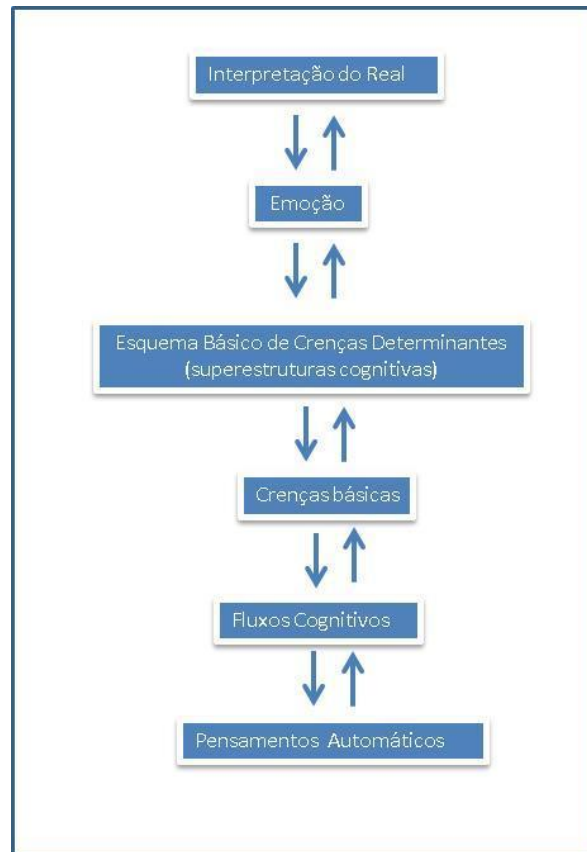 Interpretação do Real
Emoção
Esquema Básico de Crenças Determinantes
(superestruturas cognitivas)
Crenças básicas
Fluxos Cognitivos
Pensamentos Automáticos